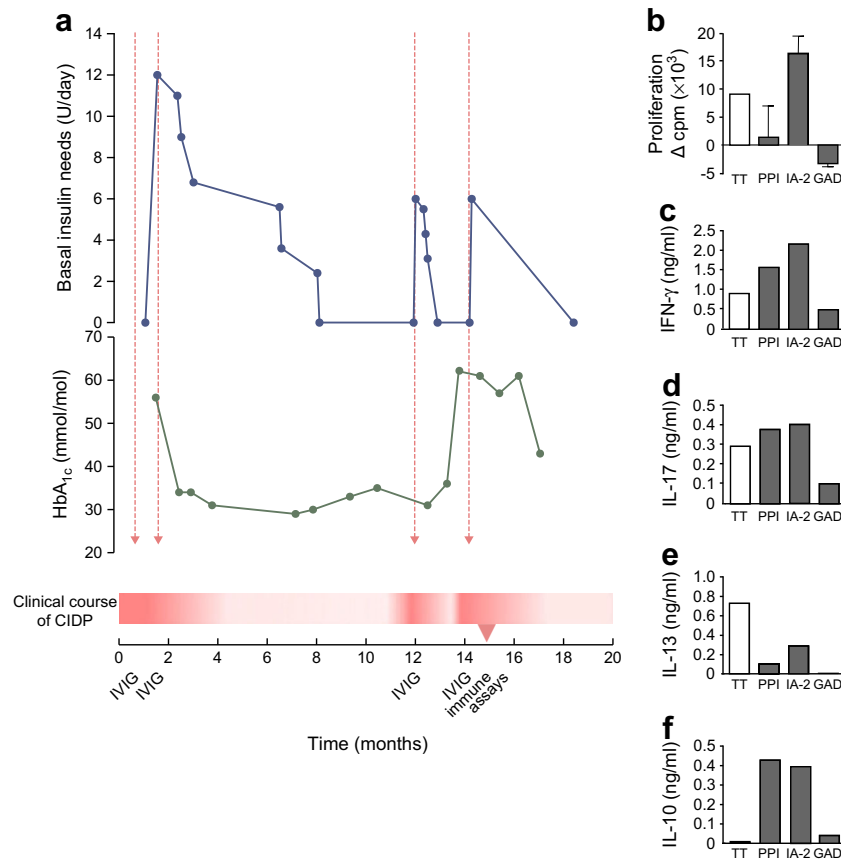 a
Basal insulin needs (U/day)
14
12
10
8
6
4
2
0
HbA1c (mmol/mol)
70
60
50
40
30
20
Clinical course
of CIDP
0 2 4 6 8 10 12 14 16 18 20
IVIG
IVIG
IVIG
IVIG
immune
assays
Time (months)
b
Proliferation
Δ cpm (×10³)
20
15
10
5
0
-5
TT PPI IA-2 GAD
c
IFN-γ (ng/ml)
2.5
2.0
1.5
1.0
0.5
0
TT PPI IA-2 GAD
d
IL-17 (ng/ml)
0.5
0.4
0.3
0.2
0.1
0
TT PPI IA-2 GAD
e
IL-13 (ng/ml)
1.0
0.8
0.6
0.4
0.2
0
TT PPI IA-2 GAD
f
IL-10 (ng/ml)
0.5
0.4
0.3
0.2
0.1
0
TT PPI IA-2 GAD